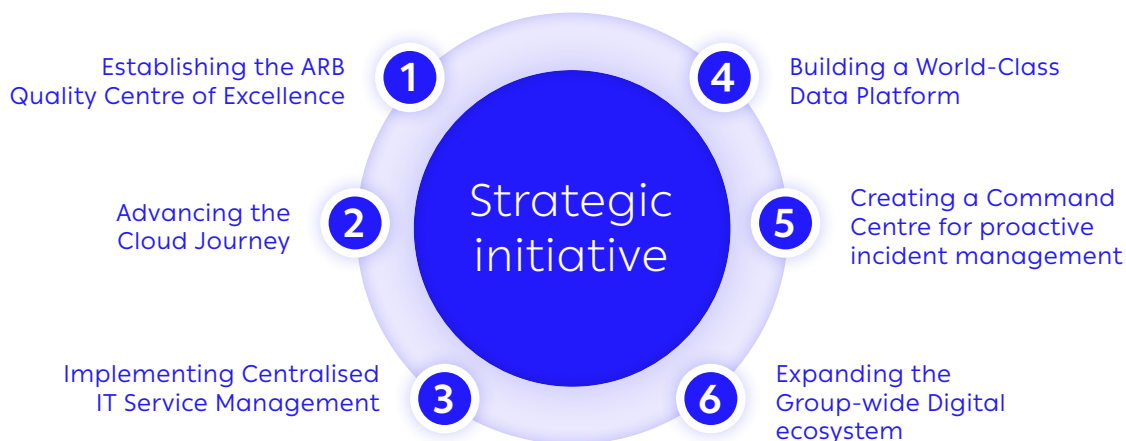 Establishing the ARB
Quality Centre of Excellence
1
Advancing the
Cloud Journey
2
Implementing Centralised
IT Service Management
3
Strategic
initiative
4
Building a World-Class
Data Platform
5
Creating a Command
Centre for proactive
incident management
6
Expanding the
Group-wide Digital
ecosystem